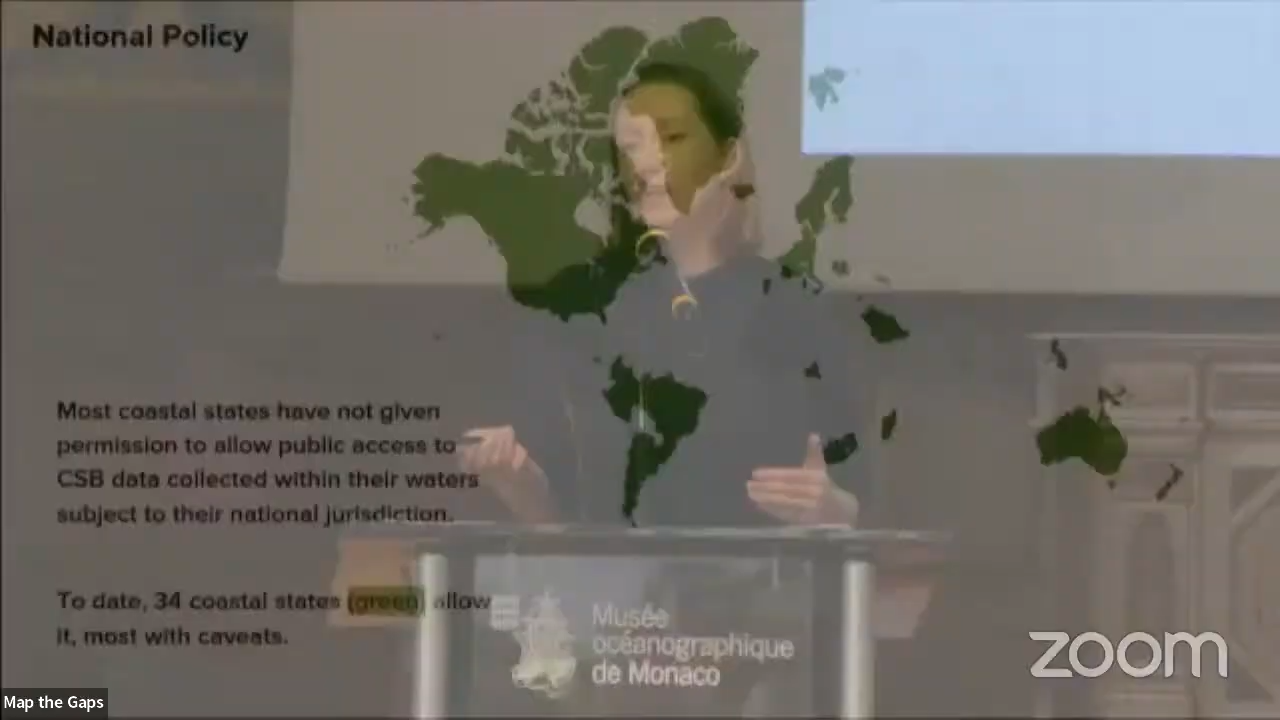 National Policy
Most coastal states have not given
permission to allow public access to
CSB data collected within their waters
subject to their national jurisdiction.
To date, 34 coastal states (green) allow
it, most with caveats.
Musée
océanographique
de Monaco
zoom
Map the Gaps